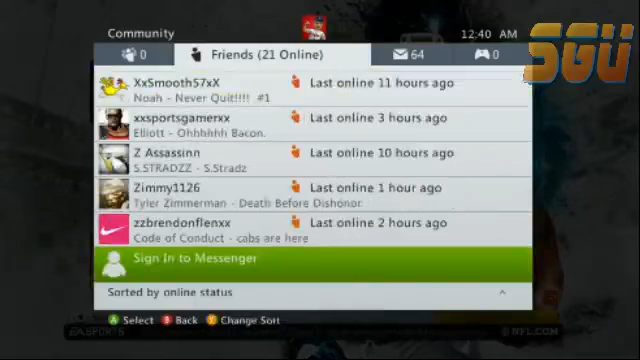 Community
12:40 AM
SGU
0
Friends (21 Online)
64
0
XxSmooth57xX
Last online 11 hours ago
Noah - Never Quit!!!! #1
xxsportsgamerxx
Last online 3 hours ago
Elliott - Ohhhhhh Bacon.
Z Assassinn
Last online 10 hours ago
S.STRADZZ - S.Stradz
Zimmy1126
Last online 1 hour ago
Tyler Zimmerman - Death Before Dishonor
zzbrendonflenxx
Last online 2 hours ago
Code of Conduct - cabs are here
Sign In to Messenger
Sorted by online status
A Select
B Back
Y Change Sort
EA SPORTS
NFL.COM